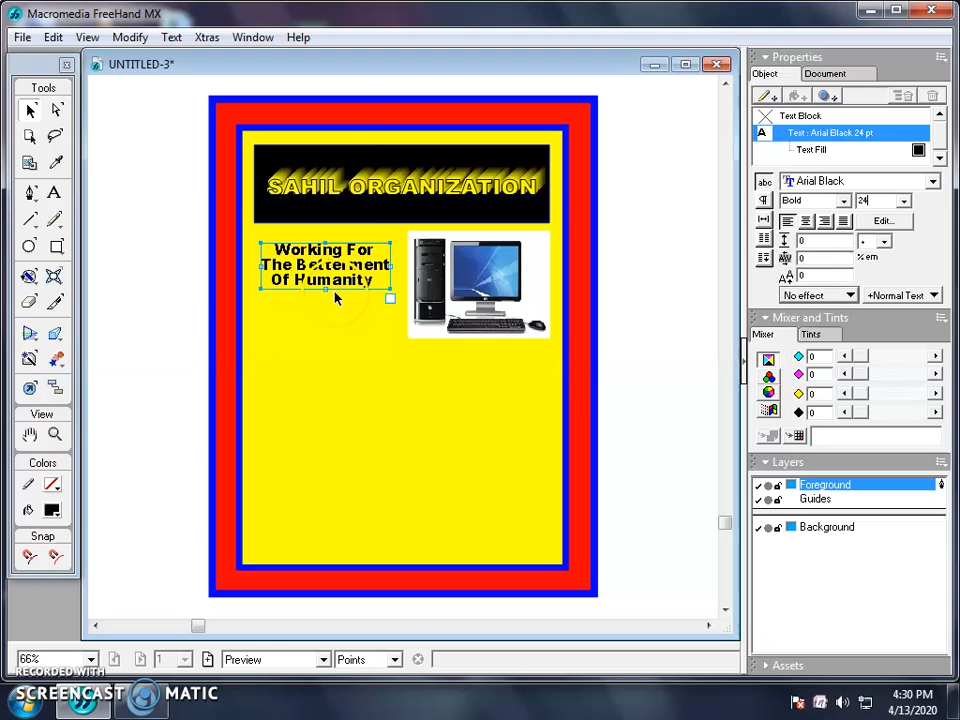 Macromedia FreeHand MX
File Edit View Modify Text Xtras Window Help
UNTITLED-3*
Tools
View
Colors
Snap
SAHIL ORGANIZATION
Working For
The Betterment
Of Humanity
Properties
Object Document
Text Block
A Text : Arial Black 24 pt
Text Fill
abc Arial Black
Bold 24
Edit...
0
0 % em
0
No effect +Normal Text
Mixer and Tints
Mixer Tints
0
0
0
0
Layers
Foreground
Guides
Background
Assets
66% 1 Preview Points
RECORDED WITH
SCREENCAST MATIC
4:30 PM
4/13/2020